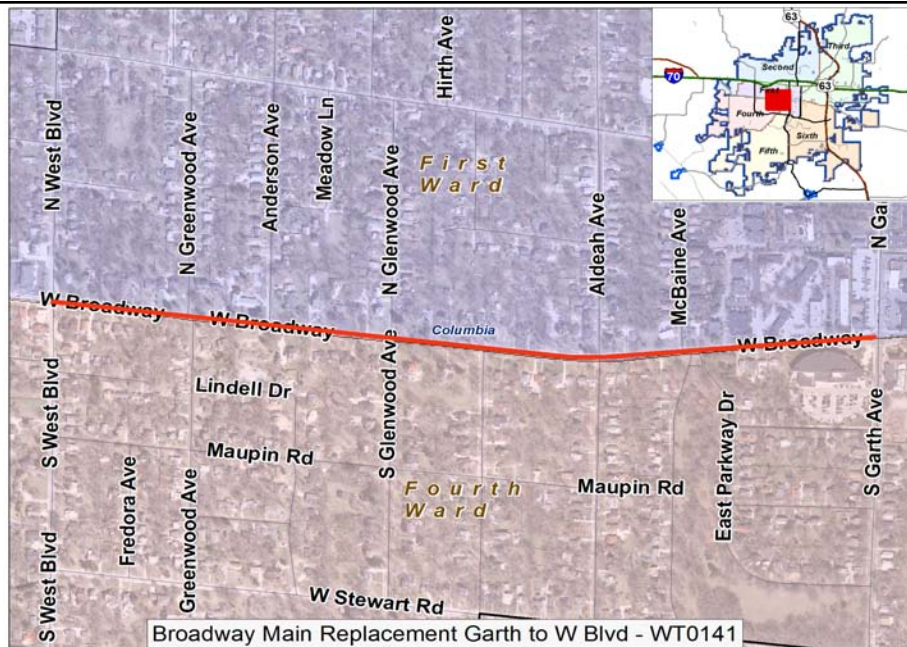 63
Third
Second
70
63
First
Fourth
Sixth
Fifth
Hirth Ave
N West Blvd
N Greenwood Ave
Anderson Ave
Meadow Ln
N Glenwood Ave
First
Ward
Aldeah Ave
McBaine Ave
N Ga
W Broadway
W Broadway
Columbia
W Broadway
S West Blvd
Lindell Dr
S Glenwood Ave
East Parkway Dr
S Garth Ave
Maupin Rd
Maupin Rd
Fredora Ave
Greenwood Ave
Fourth
Ward
S West Blvd
W Stewart Rd
Broadway Main Replacement Garth to W Blvd - WT0141